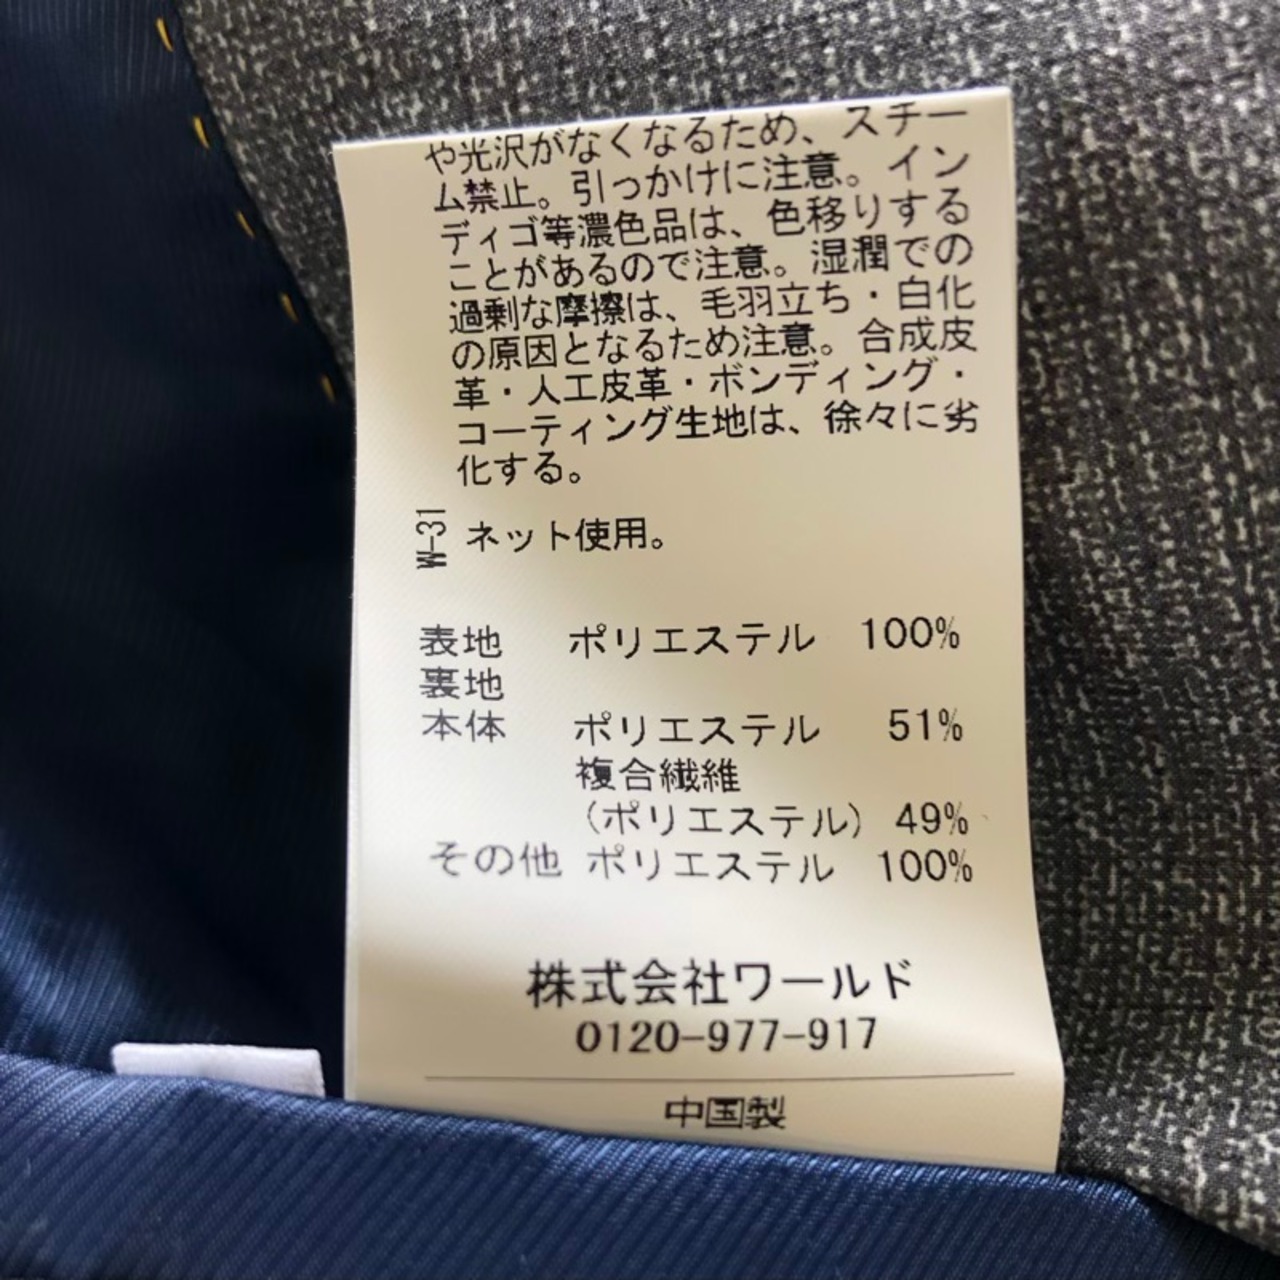 や光沢がなくなるため、スチー
ム禁止。引っかけに注意。イン
ディゴ等濃色品は、色移りする
ことがあるので注意。湿潤での
過剰な摩擦は、毛羽立ち・白化
の原因となるため注意。合成皮
革・人工皮革・ボンディング・
コーティング生地は、徐々に劣
化する。
W-31
ネット使用。
表地 ポリエステル 100%
裏地
本体 ポリエステル 51%
複合繊維
(ポリエステル) 49%
その他 ポリエステル 100%
株式会社ワールド
0120-977-917
中国製